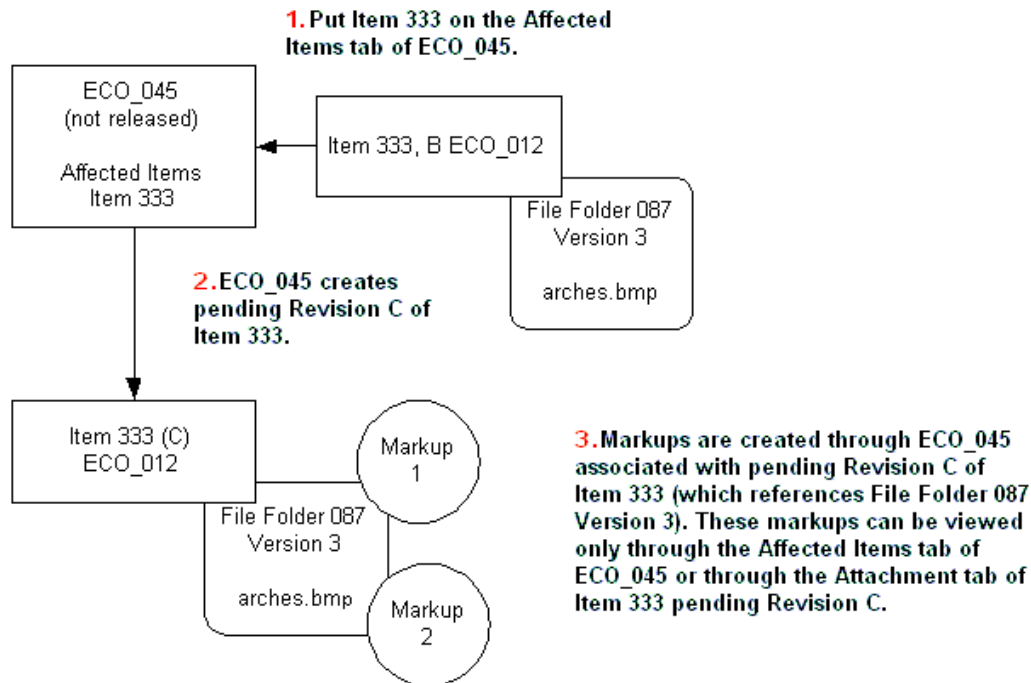 1. Put Item 333 on the Affected
Items tab of ECO_045.
ECO_045
(not released)
Affected Items
Item 333
Item 333, B ECO_012
File Folder 087
Version 3
arches.bmp
2. ECO_045 creates
pending Revision C of
Item 333.
Item 333 (C)
ECO_012
Markup
1
File Folder 087
Version 3
arches.bmp
Markup
2
3. Markups are created through ECO_045
associated with pending Revision C of
Item 333 (which references File Folder 087
Version 3). These markups can be viewed
only through the Affected Items tab of
ECO_045 or through the Attachment tab of
Item 333 pending Revision C.